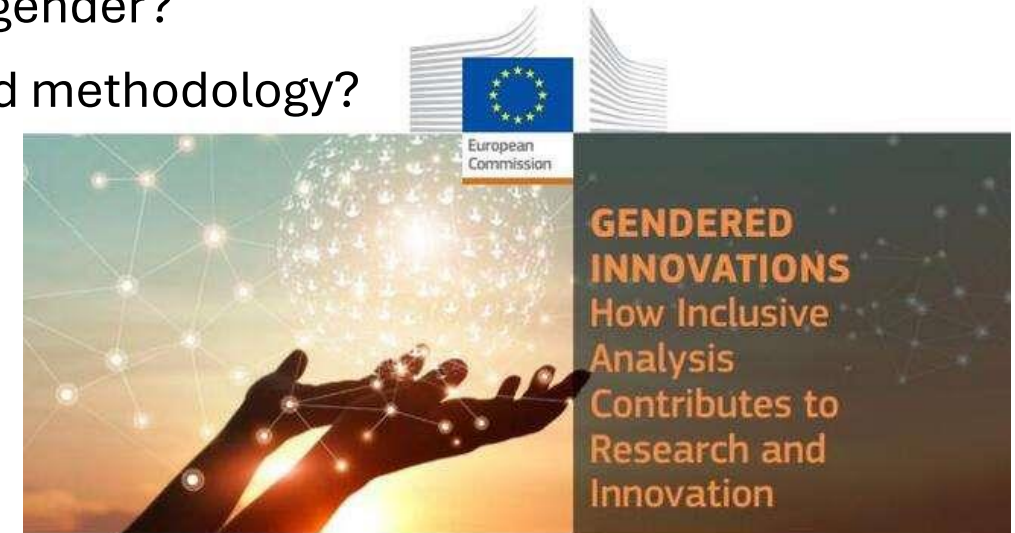 gender?
d methodology?
European
Commission
GENDERED
INNOVATIONS
How Inclusive
Analysis
Contributes to
Research and
Innovation